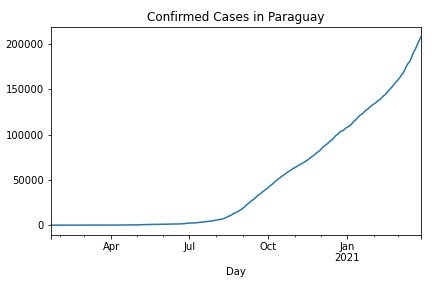 Confirmed Cases in Paraguay
200000
150000
100000
50000
0
Apr
Jul
Oct
Jan
2021
Day